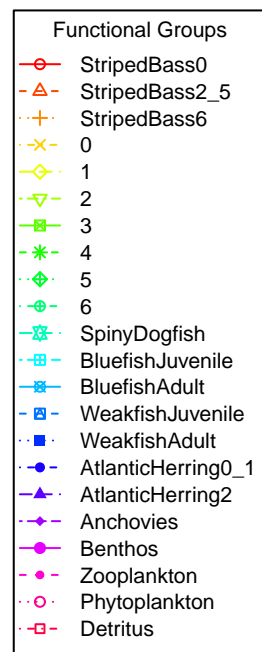 Functional Groups
StripedBass0
StripedBass2_5
StripedBass6
0
1
2
3
4
5
6
SpinyDogfish
BluefishJuvenile
BluefishAdult
WeakfishJuvenile
WeakfishAdult
AtlanticHerring0_1
AtlanticHerring2
Anchovies
Benthos
Zooplankton
Phytoplankton
Detritus